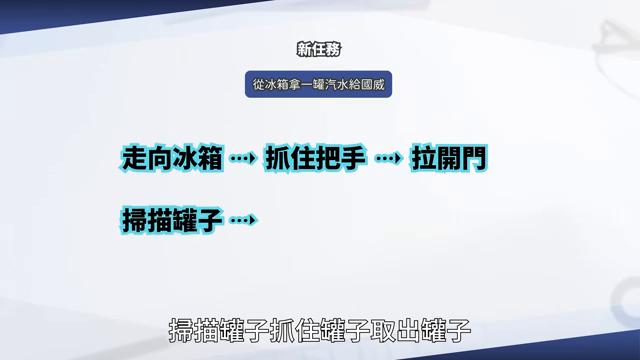 新任務
從冰箱拿一罐汽水給國威
走向冰箱 ⇢ 抓住把手 ⇢ 拉開門
掃描罐子 ⇢
掃描罐子抓住罐子取出罐子